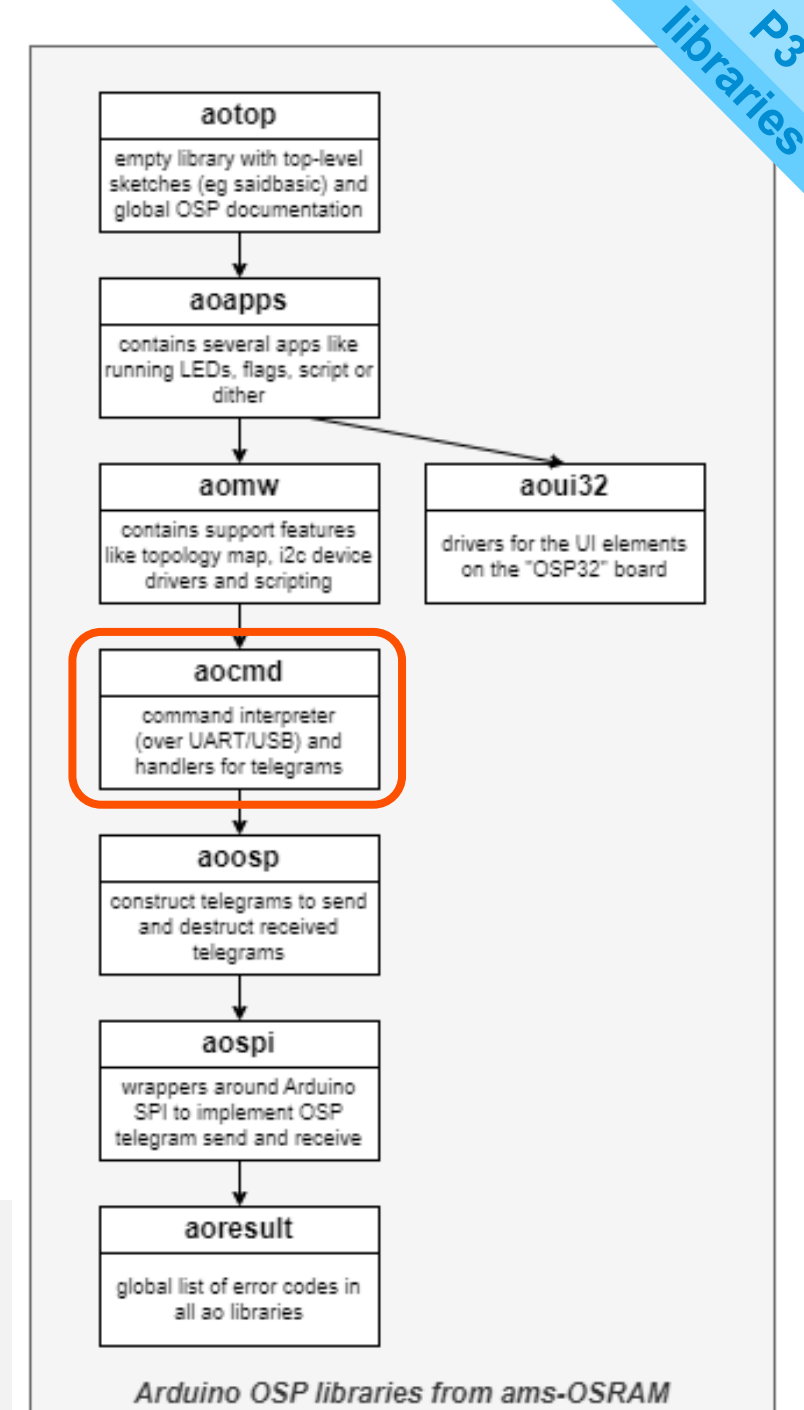 P3
libraries
aotop
empty library with top-level
sketches (eg saidbasic) and
global OSP documentation
aoapps
contains several apps like
running LEDs, flags, script or
dither
aomw
contains support features
like topology map, i2c device
drivers and scripting
aoui32
drivers for the UI elements
on the "OSP32" board
aocmd
command interpreter
(over UART/USB) and
handlers for telegrams
aoosp
construct telegrams to send
and destruct received
telegrams
aospi
wrappers around Arduino
SPI to implement OSP
telegram send and receive
aoresult
global list of error codes in
all ao libraries
Arduino OSP libraries from ams-OSRAM